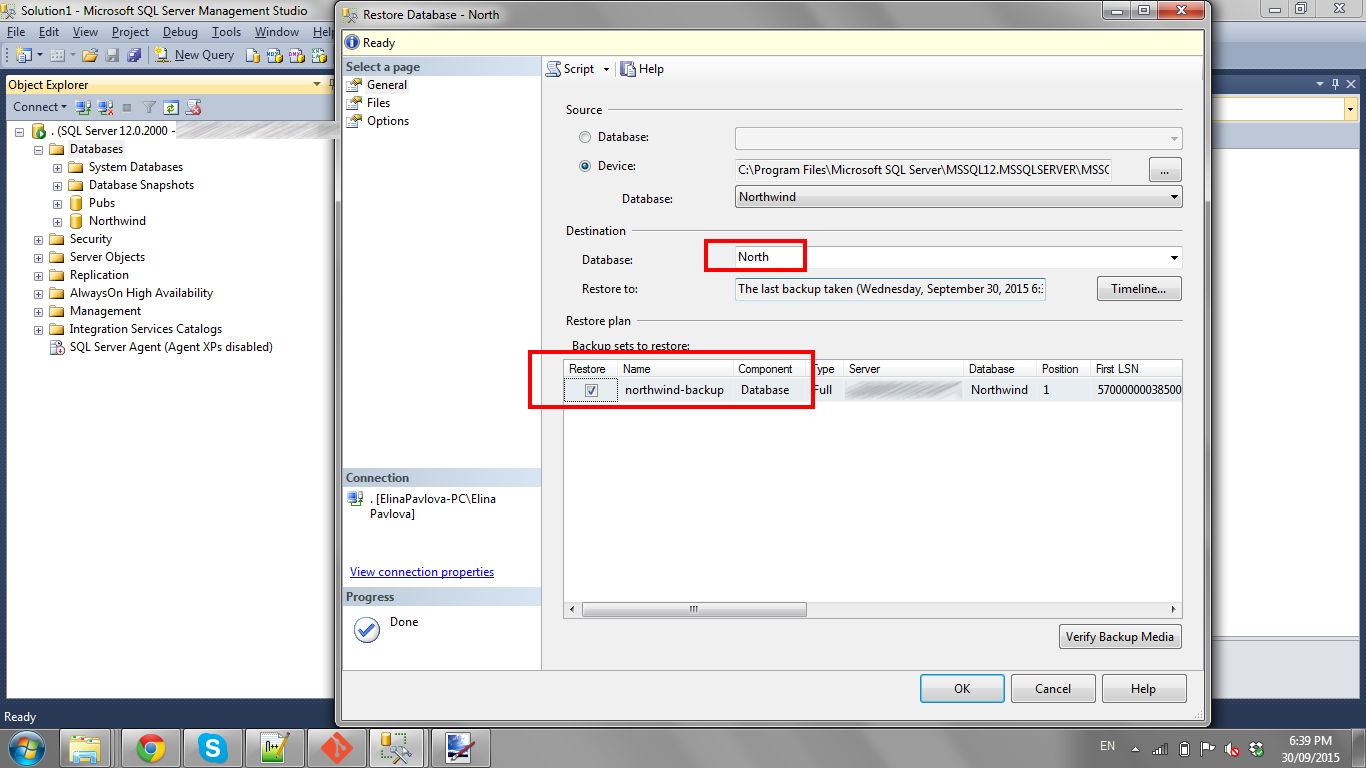 Solution1 - Microsoft SQL Server Management Studio
File Edit View Project Debug Tools Window Help
New Query
Object Explorer
Connect
. (SQL Server 12.0.2000 -
Databases
System Databases
Database Snapshots
Pubs
Northwind
Security
Server Objects
Replication
AlwaysOn High Availability
Management
Integration Services Catalogs
SQL Server Agent (Agent XPs disabled)
Ready
Restore Database - North
Ready
Select a page
General
Files
Options
Connection
. [ElinaPavlova-PC\Elina
Pavlova]
View connection properties
Progress
Done
Script Help
Source
Database:
Device: C:\Program Files\Microsoft SQL Server\MSSQL12.MSSQLSERVER\MSSQ ...
Database: Northwind
Destination
Database: North
Restore to: The last backup taken (Wednesday, September 30, 2015 6:3 Timeline...
Restore plan
Backup sets to restore:
Restore Name Component Type Server Database Position First LSN
northwind-backup Database Full Northwind 1 57000000038500
Verify Backup Media
OK Cancel Help
N++
EN
6:39 PM
30/09/2015